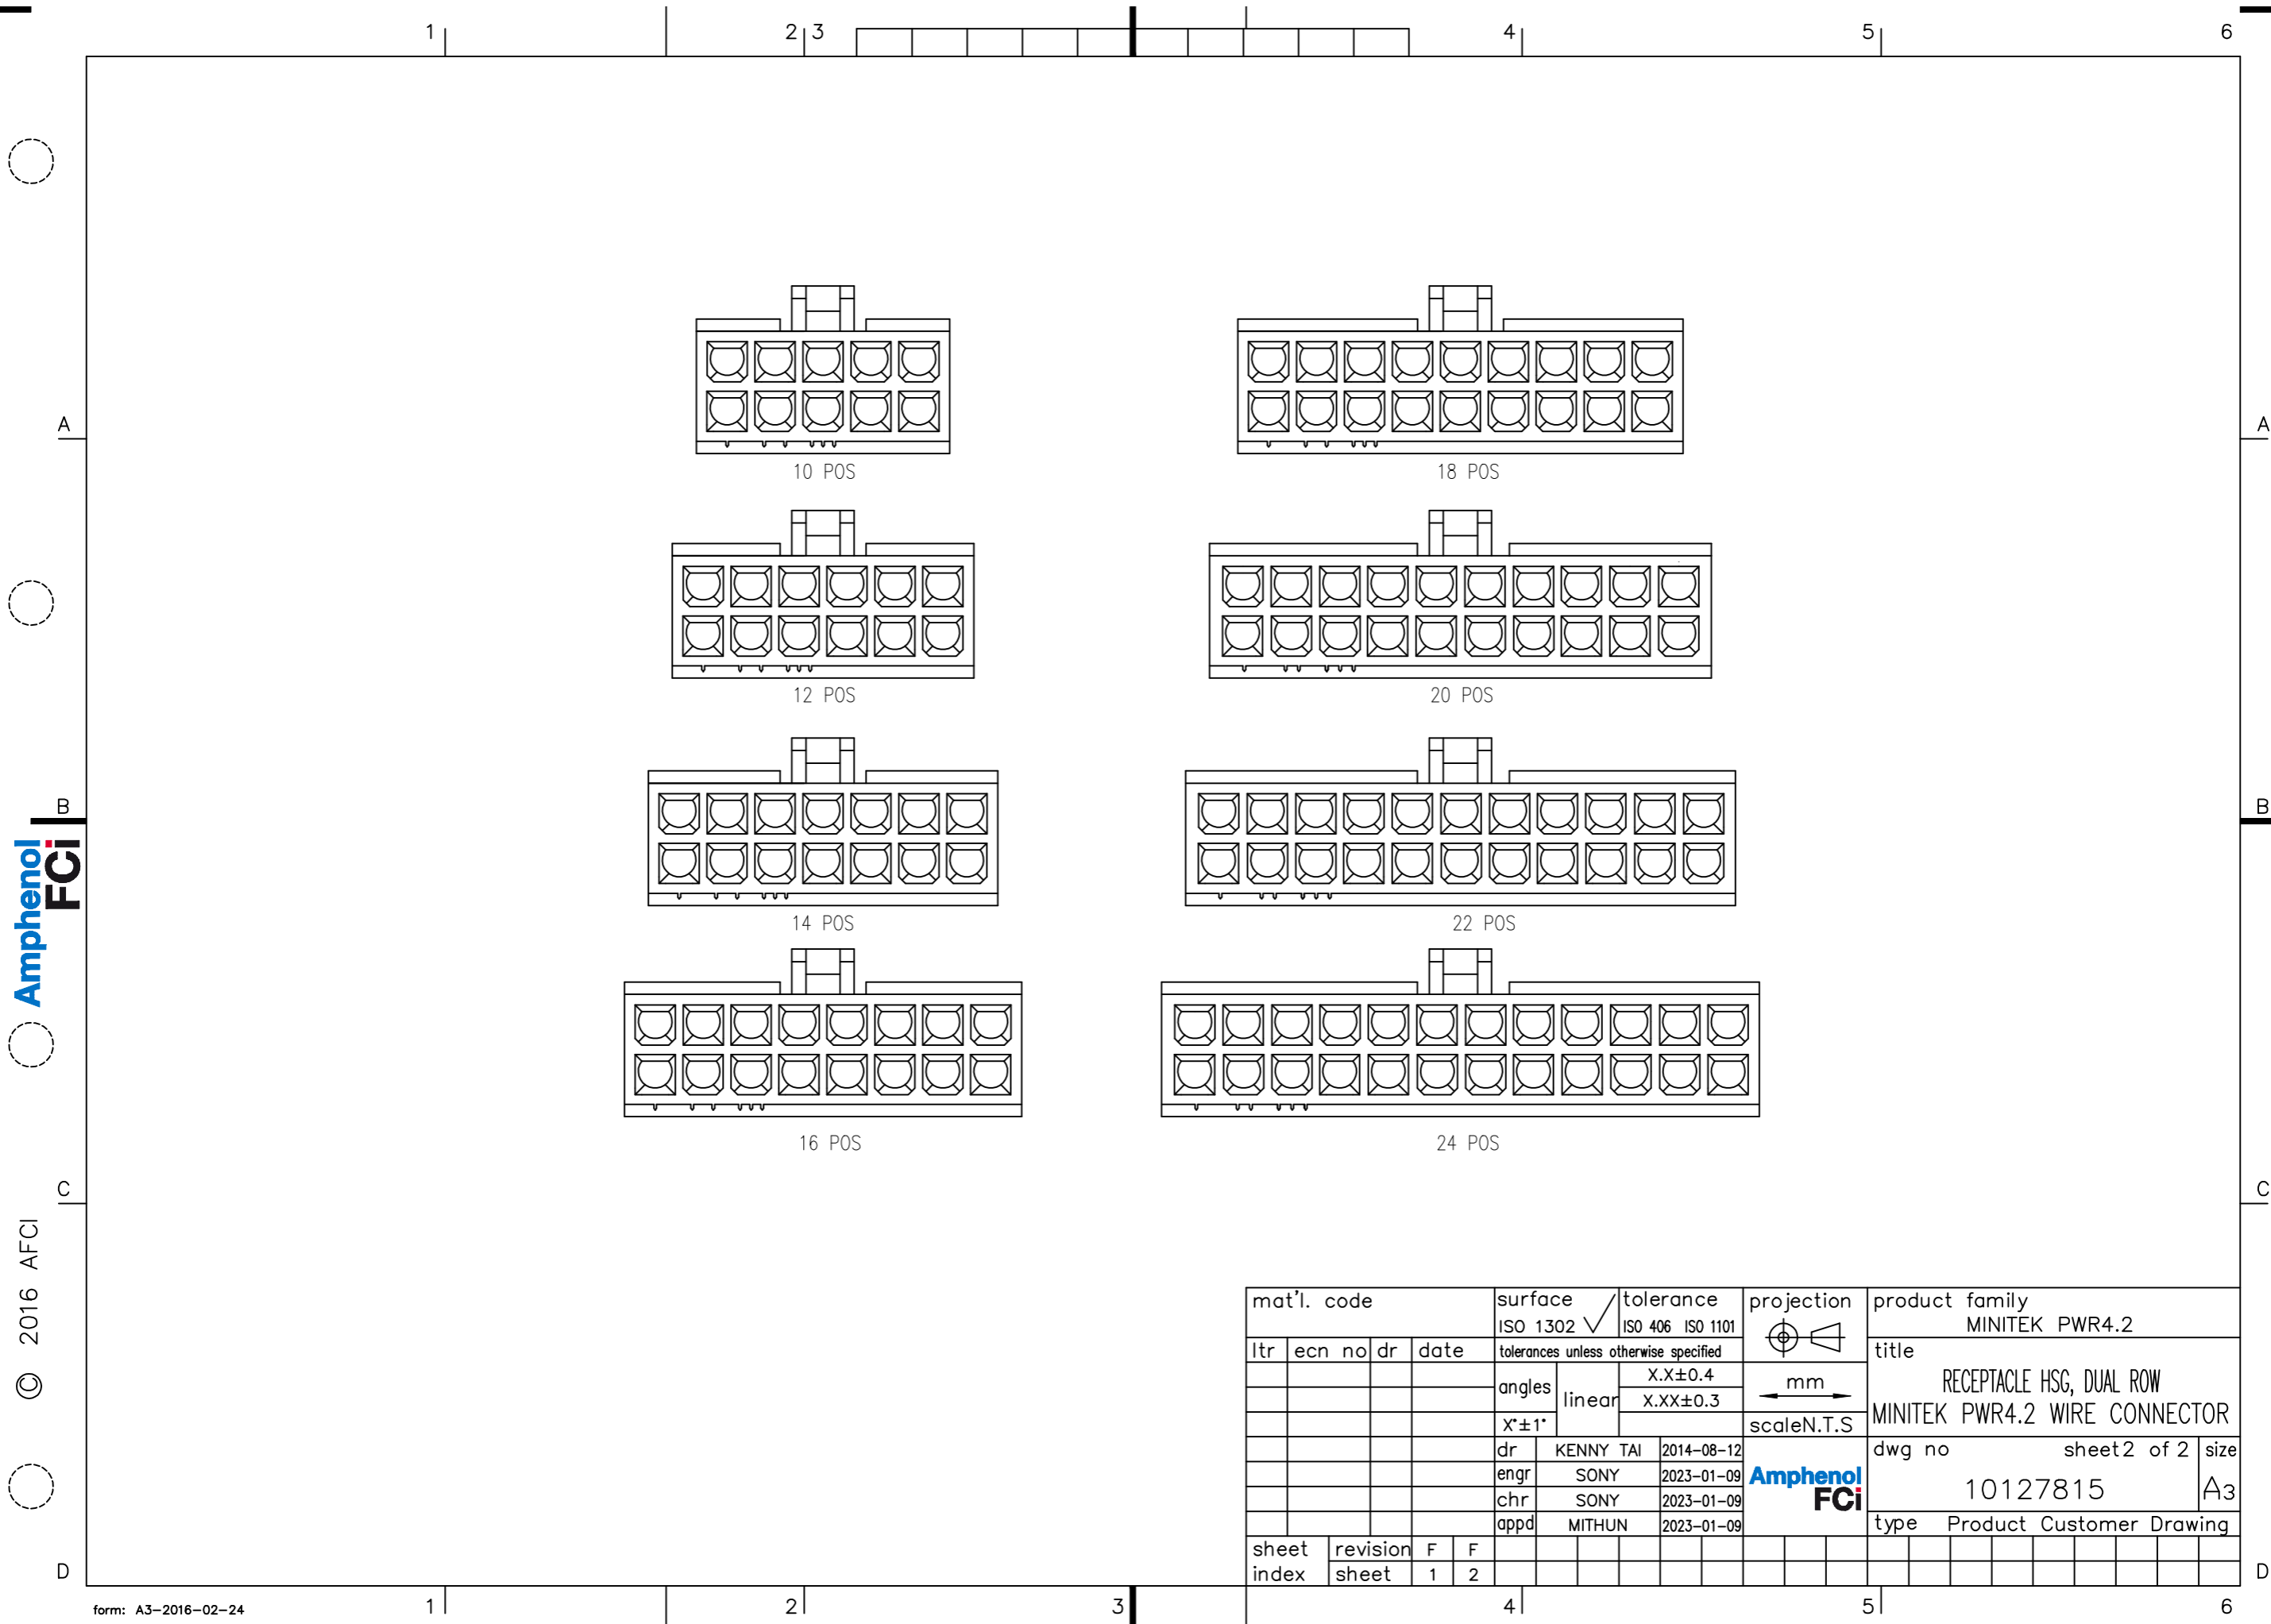 1 2 3 4 5 6
A A
10 POS 18 POS
12 POS 20 POS
B B
Amphenol
FCi
14 POS 22 POS
16 POS 24 POS
C C
© 2016 AFCI
mat'l. code
surface
ISO 1302
tolerance
ISO 406 ISO 1101
projection
product family
MINITEK PWR4.2
ltr ecn no dr date
tolerances unless otherwise specified
title
RECEPTACLE HSG, DUAL ROW
MINITEK PWR4.2 WIRE CONNECTOR
angles
X°±1°
linear
X.X±0.4
X.XX±0.3
mm
scaleN.T.S
dr KENNY TAI 2014-08-12
engr SONY 2023-01-09
chr SONY 2023-01-09
appd MITHUN 2023-01-09
Amphenol
FCi
dwg no sheet2 of 2 size
10127815 A3
type Product Customer Drawing
sheet revision F F
index sheet 1 2
D D
form: A3-2016-02-24
1 2 3 4 5 6